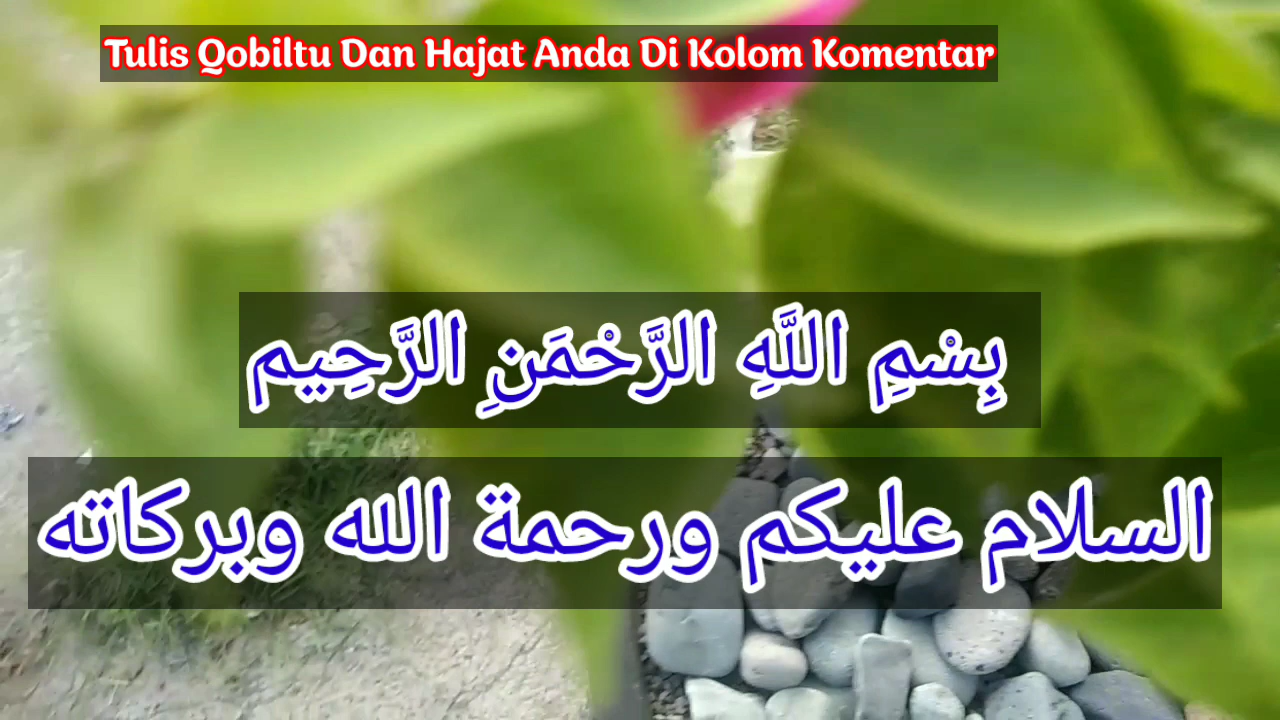 Tulis Qobiltu Dan Hajat Anda Di Kolom Komentar
بِسْمِ اللَّهِ الرَّحْمَنِ الرَّحِيم
السلام عليكم ورحمة الله وبركاته